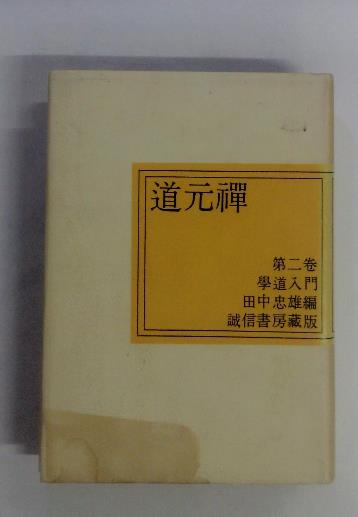 道元禪
第二卷
學道入門
田中忠雄編
誠信書房藏版